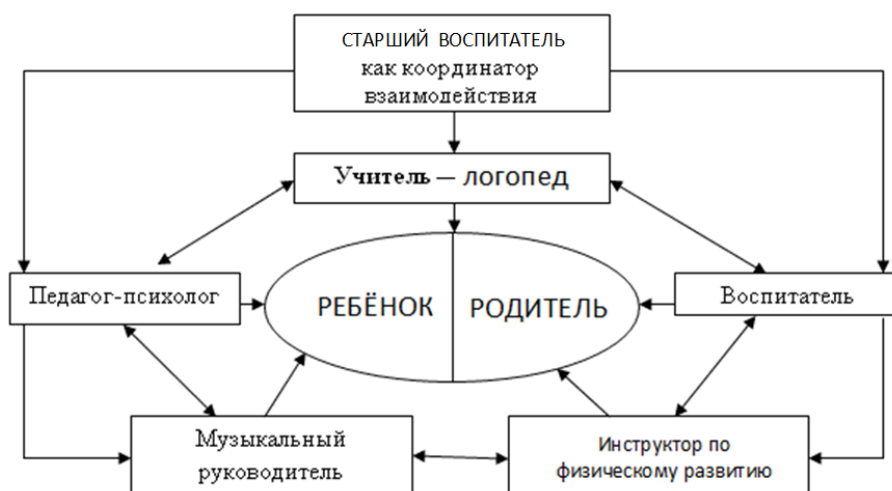 СТАРШИЙ ВОСПИТАТЕЛЬ
как координатор
взаимодействия
Учитель – ЛОГОПЕД
Педагог-психолог
РЕБЁНОК
РОДИТЕЛЬ
Воспитатель
Музыкальный
руководитель
Инструктор по
физическому развитию